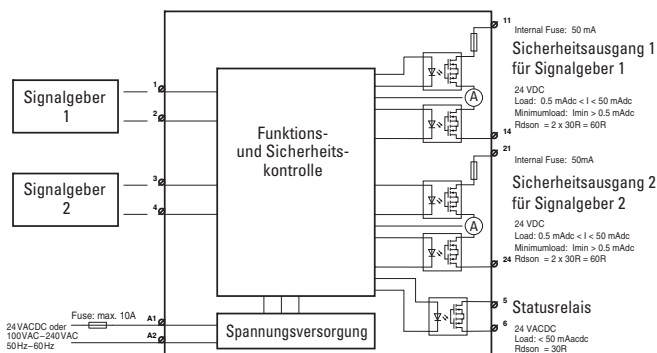 Signalgeber
1
1
2
Signalgeber
2
3
4
Fuse: max. 10A
A1
A2
24VACDC oder
100VAC–240VAC
50Hz–60Hz
Funktions-
und Sicherheits-
kontrolle
Spannungsversorgung
A
A
11
Internal Fuse: 50 mA
Sicherheitsausgang 1
für Signalgeber 1
24 VDC
Load: 0.5 mAdc < I < 50 mAdc
Minimumload: Imin > 0.5 mAdc
Rdson = 2 x 30R = 60R
14
21
Internal Fuse: 50mA
Sicherheitsausgang 2
für Signalgeber 2
24 VDC
Load: 0.5 mAdc < I < 50 mAdc
Minimumload: Imin > 0.5 mAdc
Rdson = 2 x 30R = 60R
24
5
Statusrelais
6
24 VACDC
Load: < 50 mAacdc
Rdson = 30R